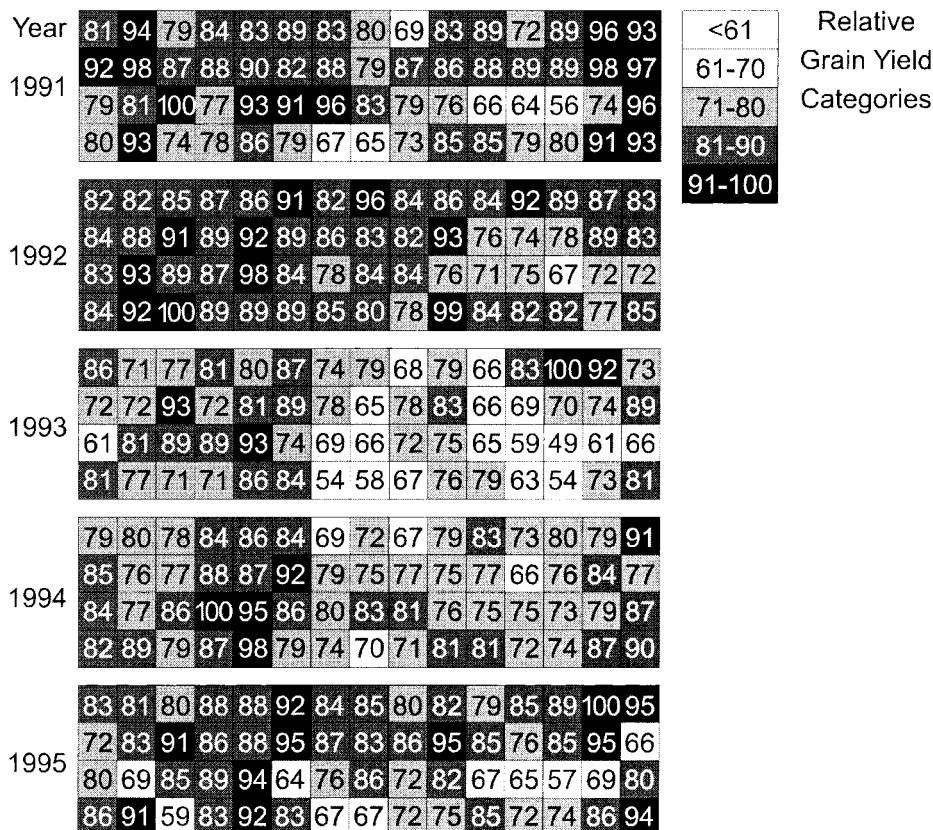 Year 81 94 79 84 83 89 83 80 69 83 89 72 89 96 93
92 98 87 88 90 82 88 79 87 86 88 89 89 98 97
1991
79 81 100 77 93 91 96 83 79 76 66 64 56 74 96
80 93 74 78 86 79 67 65 73 85 85 79 80 91 93
<61 Relative
61-70 Grain Yield
71-80 Categories
81-90
91-100
82 82 85 87 86 91 82 96 84 86 84 92 89 87 83
84 88 91 89 92 89 86 83 82 93 76 74 78 89 83
1992
83 93 89 87 98 84 78 84 84 76 71 75 67 72 72
84 92 100 89 89 89 85 80 78 99 84 82 82 77 85
86 71 77 81 80 87 74 79 68 79 66 83 100 92 73
72 72 93 72 81 89 78 65 78 83 66 69 70 74 89
1993
61 81 89 89 93 74 69 66 72 75 65 59 49 61 66
81 77 71 71 86 84 54 58 67 76 79 63 54 73 81
79 80 78 84 86 84 69 72 67 79 83 73 80 79 91
85 76 77 88 87 92 79 75 77 75 77 66 76 84 77
1994
84 77 86 100 95 86 80 83 81 76 75 75 73 79 87
82 89 79 87 98 79 74 70 71 81 81 72 74 87 90
83 81 80 88 88 92 84 85 80 82 79 85 89 100 95
72 83 91 86 88 95 87 83 86 95 85 76 85 95 66
1995
80 69 85 89 94 64 76 86 72 82 67 65 57 69 80
86 91 59 83 92 83 67 67 72 75 85 72 74 86 94